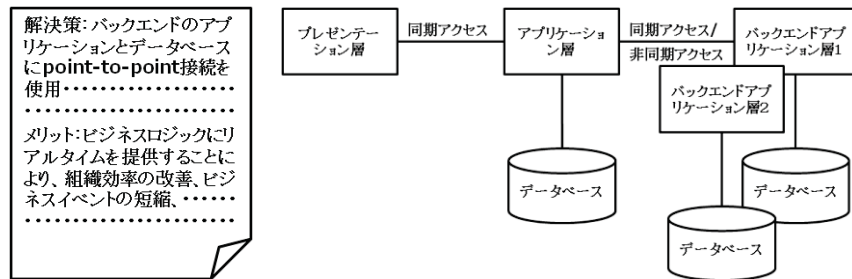 解決策:バックエンドのアプ
リケーションとデータベース
にpoint-to-point接続を
使用‥‥‥‥‥‥‥‥‥‥
‥‥‥‥‥‥‥‥‥‥‥‥
メリット:ビジネスロジックにリ
アルタイムを提供することに
より、組織効率の改善、ビジ
ネスイベントの短縮、‥‥‥
‥‥‥‥‥‥‥‥‥‥‥‥
プレゼンテー
ション層
同期アクセス
アプリケーショ
ン層
同期アクセス/
非同期アクセス
バックエンドアプ
リケーション層1
バックエンドアプ
リケーション層2
データベース
データベース
データベース